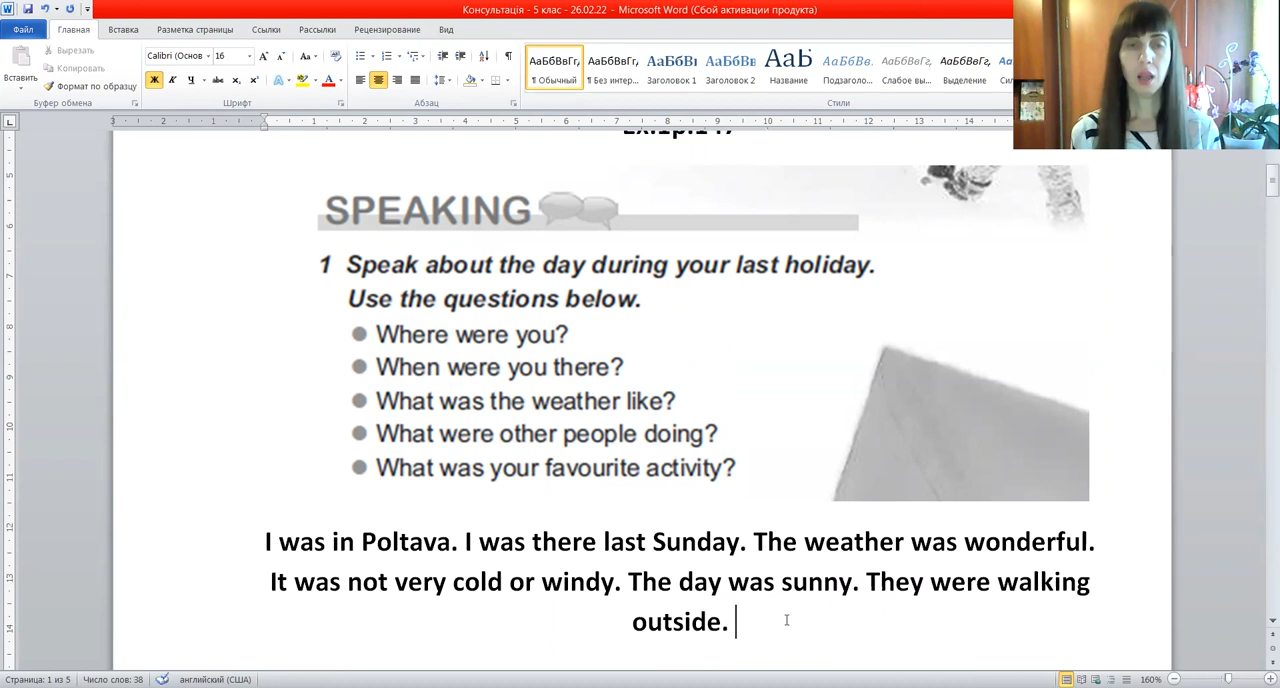 Консультація - 5 клас - 26.02.22 - Microsoft Word (Сбой активации продукта)
Файл Главная Вставка Разметка страницы Ссылки Рассылки Рецензирование Вид
Вставить
Вырезать
Копировать
Формат по образцу
Буфер обмена
Calibri (Основ 16
Ж К Ч abc x₂ x²
Шрифт
Абзац
АаБбВвГг, АаБбВвГг, АаБбВі АаБбВв АаБ АаБбВв. АаБбВвГг, АаБбВвГг,
¶ Обычный ¶ Без интер... Заголовок 1 Заголовок 2 Название Подзаголо... Слабое вы... Выделение
Стили
SPEAKING
1 Speak about the day during your last holiday.
Use the questions below.
Where were you?
When were you there?
What was the weather like?
What were other people doing?
What was your favourite activity?
I was in Poltava. I was there last Sunday. The weather was wonderful.
It was not very cold or windy. The day was sunny. They were walking
outside.
Страница: 1 из 5 Число слов: 38 английский (США) 160%